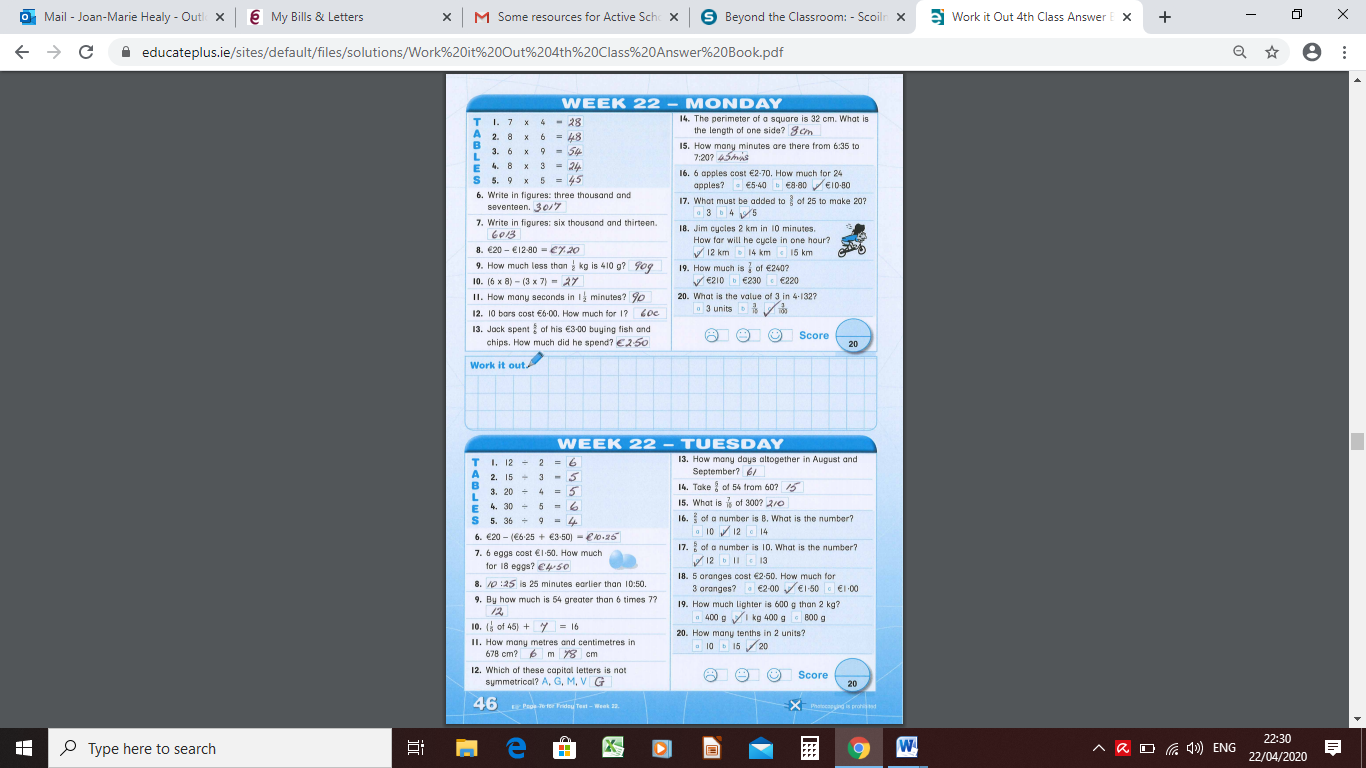 Mail - Joan-Marie Healy - Outl
My Bills & Letters
Some resources for Active Scho
Beyond the Classroom: - Scoiln
Work it Out 4th Class Answer B
educateplus.ie/sites/default/files/solutions/Work%20it%20Out%204th%20Class%20Answer%20Book.pdf
WEEK 22 – MONDAY
TABLES
1. 7 x 4 = 28
2. 8 x 6 = 48
3. 6 x 9 = 54
4. 8 x 3 = 24
5. 9 x 5 = 45
6. Write in figures: three thousand and
seventeen. 3017
7. Write in figures: six thousand and thirteen.
6013
8. €20 – €12·80 = €7.20
9. How much less than 1/2 kg is 410 g? 90g
10. (6 x 8) – (3 x 7) = 27
11. How many seconds in 1 1/2 minutes? 90
12. 10 bars cost €6·00. How much for 1? 60c
13. Jack spent 5/6 of his €3·00 buying fish and
chips. How much did he spend? €2·50
14. The perimeter of a square is 32 cm. What is
the length of one side? 8cm
15. How many minutes are there from 6:35 to
7:20? 45mins
16. 6 apples cost €2·70. How much for 24
apples? a €5·40 b €8·80 ✓ €10·80
17. What must be added to 3/5 of 25 to make 20?
a 3 b 4 ✓ 5
18. Jim cycles 2 km in 10 minutes.
How far will he cycle in one hour?
✓ 12 km b 14 km c 15 km
19. How much is 7/8 of €240?
✓ €210 b €230 c €220
20. What is the value of 3 in 4·132?
a 3 units b 3/10 ✓ 3/100
Score
20
Work it out
WEEK 22 – TUESDAY
TABLES
1. 12 ÷ 2 = 6
2. 15 ÷ 3 = 5
3. 20 ÷ 4 = 5
4. 30 ÷ 5 = 6
5. 36 ÷ 9 = 4
6. €20 – (€6·25 + €3·50) = €10·25
7. 6 eggs cost €1·50. How much
for 18 eggs? €4·50
8. 10:25 is 25 minutes earlier than 10:50.
9. By how much is 54 greater than 6 times 7?
12
10. (1/5 of 45) + 7 = 16
11. How many metres and centimetres in
678 cm? 6 m 78 cm
12. Which of these capital letters is not
symmetrical? A, G, M, V G
13. How many days altogether in August and
September? 61
14. Take 5/6 of 54 from 60? 15
15. What is 7/10 of 300? 210
16. 2/3 of a number is 8. What is the number?
a 10 ✓ 12 c 14
17. 5/6 of a number is 10. What is the number?
✓ 12 b 11 c 13
18. 5 oranges cost €2·50. How much for
3 oranges? a €2·00 ✓ €1·50 c €1·00
19. How much lighter is 600 g than 2 kg?
a 400 g ✓ 1 kg 400 g c 800 g
20. How many tenths in 2 units?
a 10 b 15 ✓ 20
Score
20
46
Page 16 for Friday Test – Week 22.
Photocopying is prohibited
Type here to search
ENG
22:30
22/04/2020